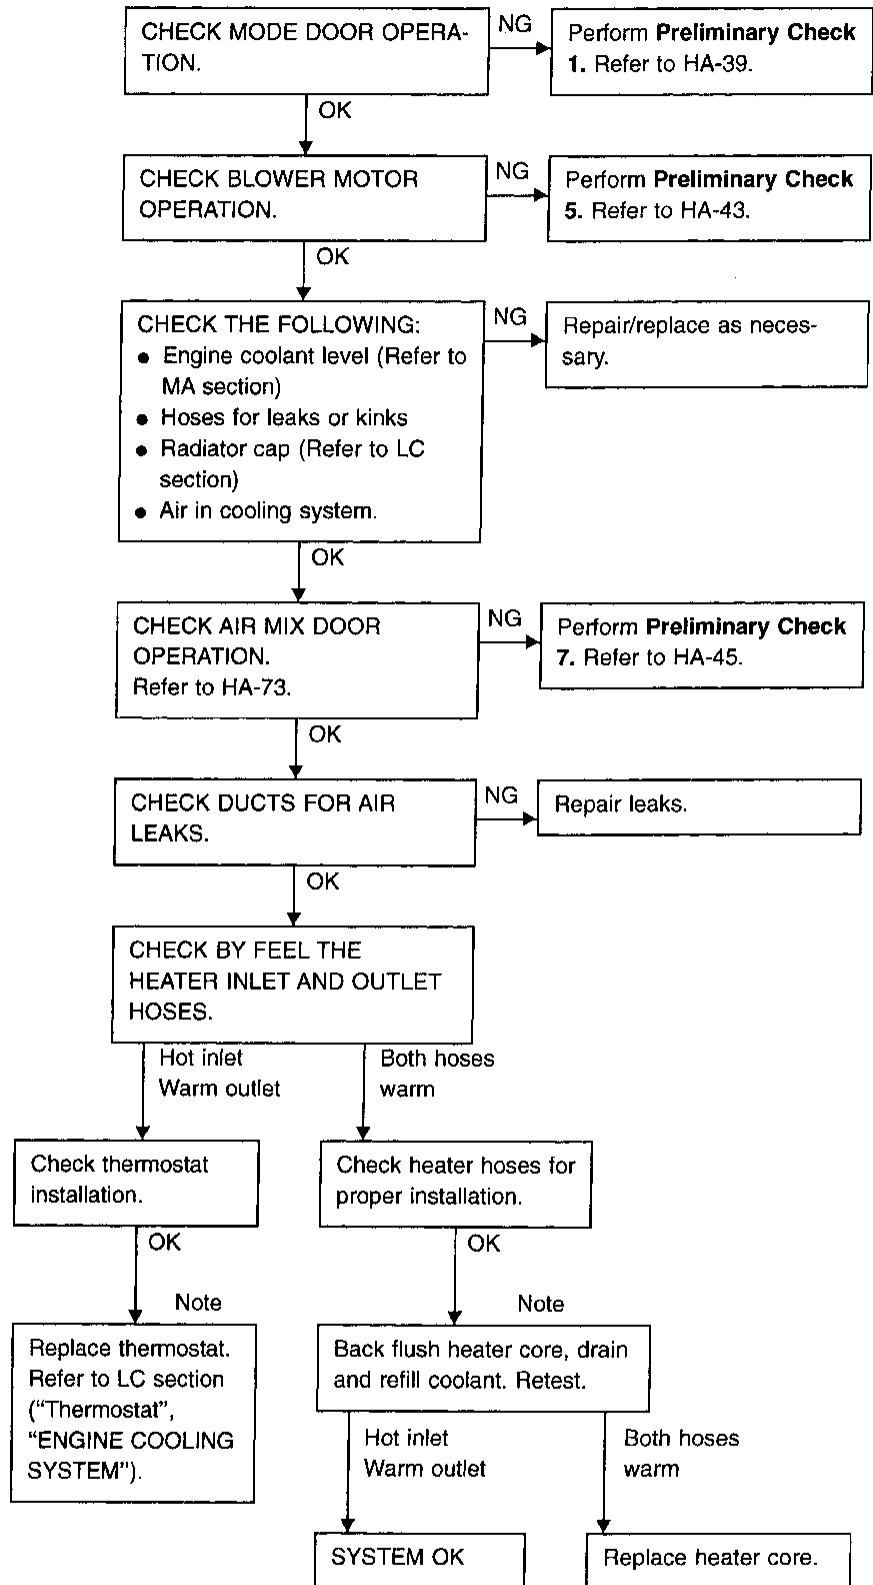 CHECK MODE DOOR OPERA-
TION.
NG
Perform Preliminary Check
1. Refer to HA-39.
OK
CHECK BLOWER MOTOR
OPERATION.
NG
Perform Preliminary Check
5. Refer to HA-43.
OK
CHECK THE FOLLOWING:
● Engine coolant level (Refer to
MA section)
● Hoses for leaks or kinks
● Radiator cap (Refer to LC
section)
● Air in cooling system.
NG
Repair/replace as neces-
sary.
OK
CHECK AIR MIX DOOR
OPERATION.
Refer to HA-73.
NG
Perform Preliminary Check
7. Refer to HA-45.
OK
CHECK DUCTS FOR AIR
LEAKS.
NG
Repair leaks.
OK
CHECK BY FEEL THE
HEATER INLET AND OUTLET
HOSES.
Hot inlet
Warm outlet
Both hoses
warm
Check thermostat
installation.
Check heater hoses for
proper installation.
OK
OK
Note
Note
Replace thermostat.
Refer to LC section
(“Thermostat”,
“ENGINE COOLING
SYSTEM”).
Back flush heater core, drain
and refill coolant. Retest.
Hot inlet
Warm outlet
Both hoses
warm
SYSTEM OK
Replace heater core.